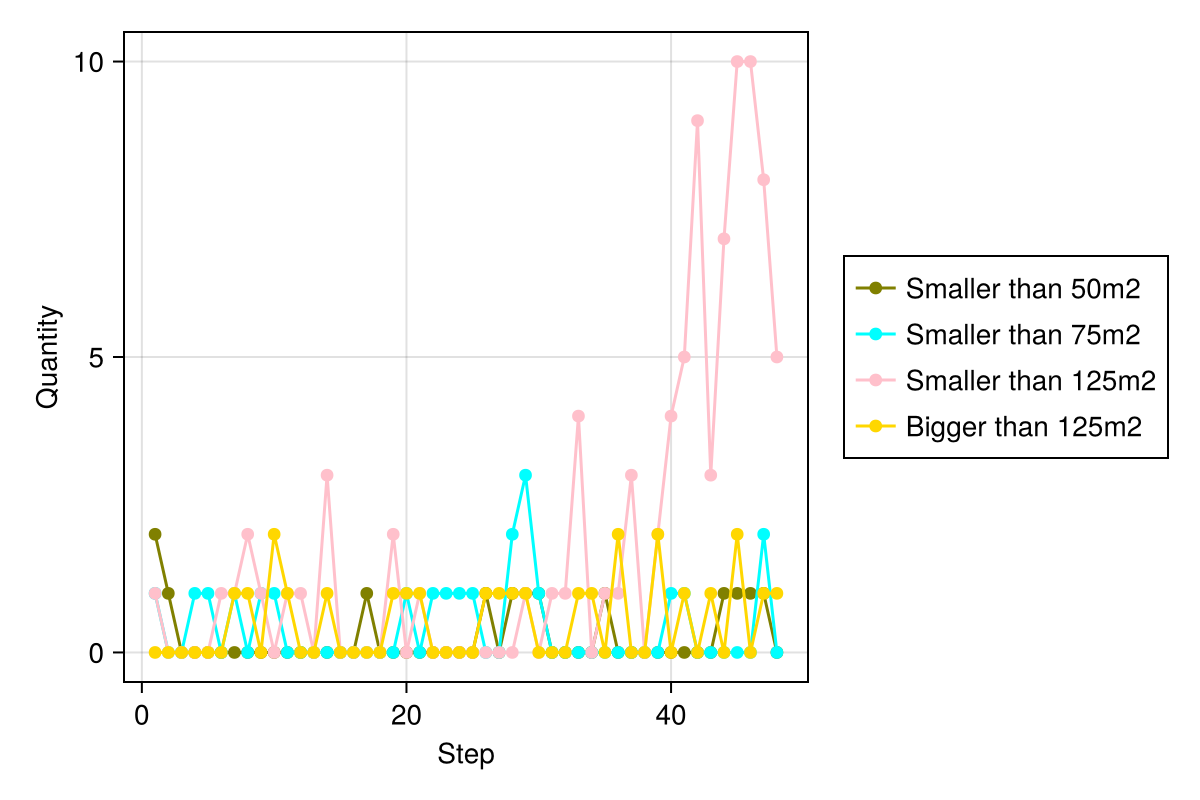 10
5
0
Quantity
0
20
40
Step
Smaller than 50m2
Smaller than 75m2
Smaller than 125m2
Bigger than 125m2